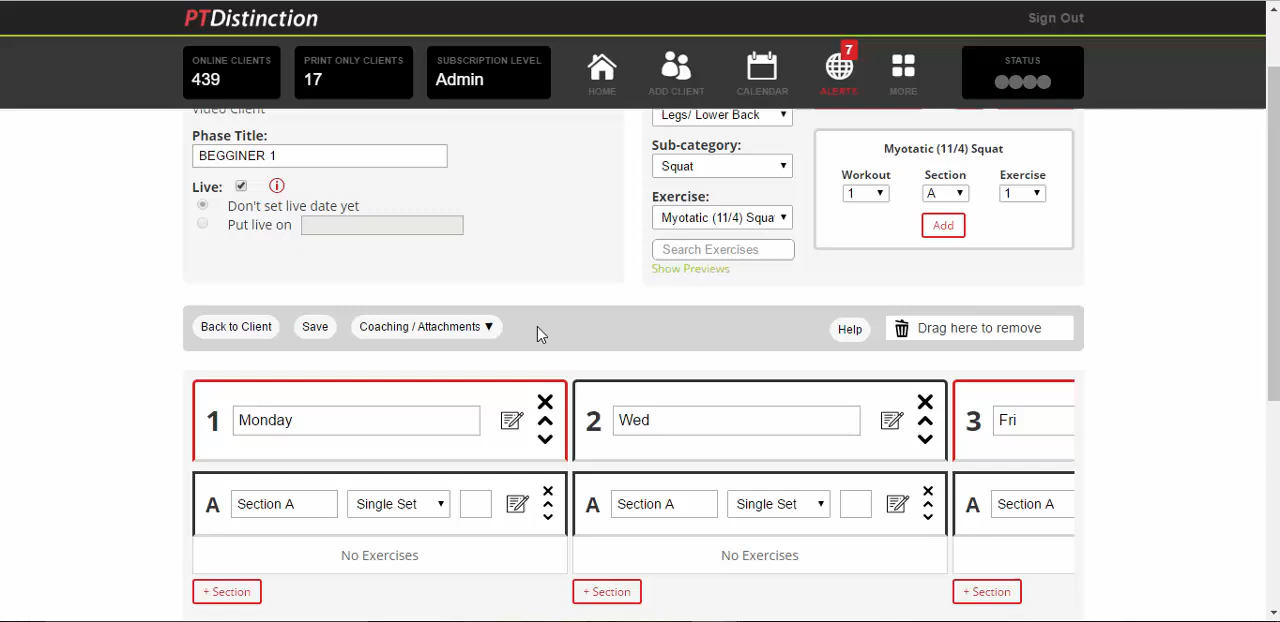 PTDistinction
Sign Out
ONLINE CLIENTS
439
PRINT ONLY CLIENTS
17
SUBSCRIPTION LEVEL
Admin
HOME
ADD CLIENT
CALENDAR
7
ALERTS
MORE
STATUS
Video Client
Phase Title:
BEGGINER 1
Live:
Don't set live date yet
Put live on
Legs/ Lower Back
Sub-category:
Squat
Exercise:
Myotatic (11/4) Squa
Search Exercises
Show Previews
Myotatic (11/4) Squat
Workout Section Exercise
1 A 1
Add
Back to Client
Save
Coaching / Attachments ▼
Help
Drag here to remove
1 Monday
2 Wed
3 Fri
A Section A Single Set
A Section A Single Set
A Section A
No Exercises
No Exercises
+ Section
+ Section
+ Section